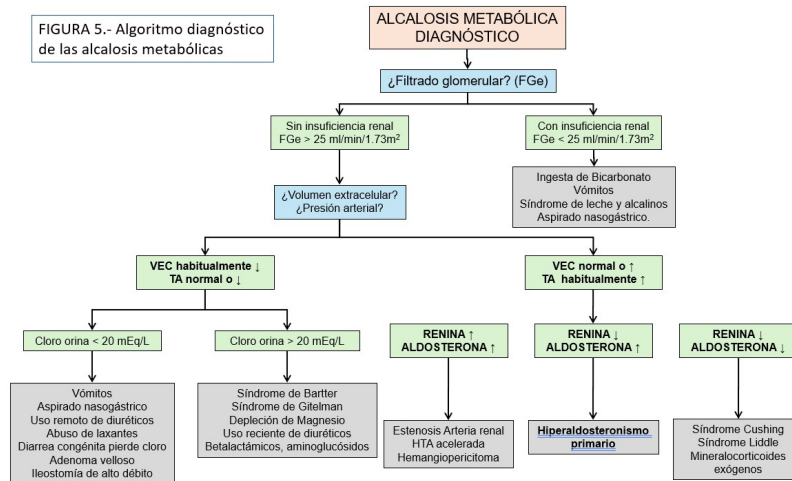 FIGURA 5.- Algoritmo diagnóstico
de las alcalosis metabólicas
ALCALOSIS METABÓLICA
DIAGNÓSTICO
¿Filtrado glomerular? (FGe)
Sin insuficiencia renal
FGe > 25 ml/min/1.73m²
Con insuficiencia renal
FGe < 25 ml/min/1.73m²
Ingesta de Bicarbonato
Vómitos
Síndrome de leche y alcalinos
Aspirado nasogástrico.
¿Volumen extracelular?
¿Presión arterial?
VEC habitualmente ↓
TA normal o ↓
VEC normal o ↑
TA habitualmente ↑
Cloro orina < 20 mEq/L
Cloro orina > 20 mEq/L
RENINA ↑
ALDOSTERONA ↑
RENINA ↓
ALDOSTERONA ↑
RENINA ↓
ALDOSTERONA ↓
Vómitos
Aspirado nasogástrico
Uso remoto de diuréticos
Abuso de laxantes
Diarrea congénita pierde cloro
Adenoma velloso
Ileostomía de alto débito
Síndrome de Bartter
Síndrome de Gitelman
Depleción de Magnesio
Uso reciente de diuréticos
Betalactámicos, aminoglucósidos
Estenosis Arteria renal
HTA acelerada
Hemangiopericitoma
Hiperaldosteronismo
primario
Síndrome Cushing
Síndrome Liddle
Mineralocorticoides
exógenos